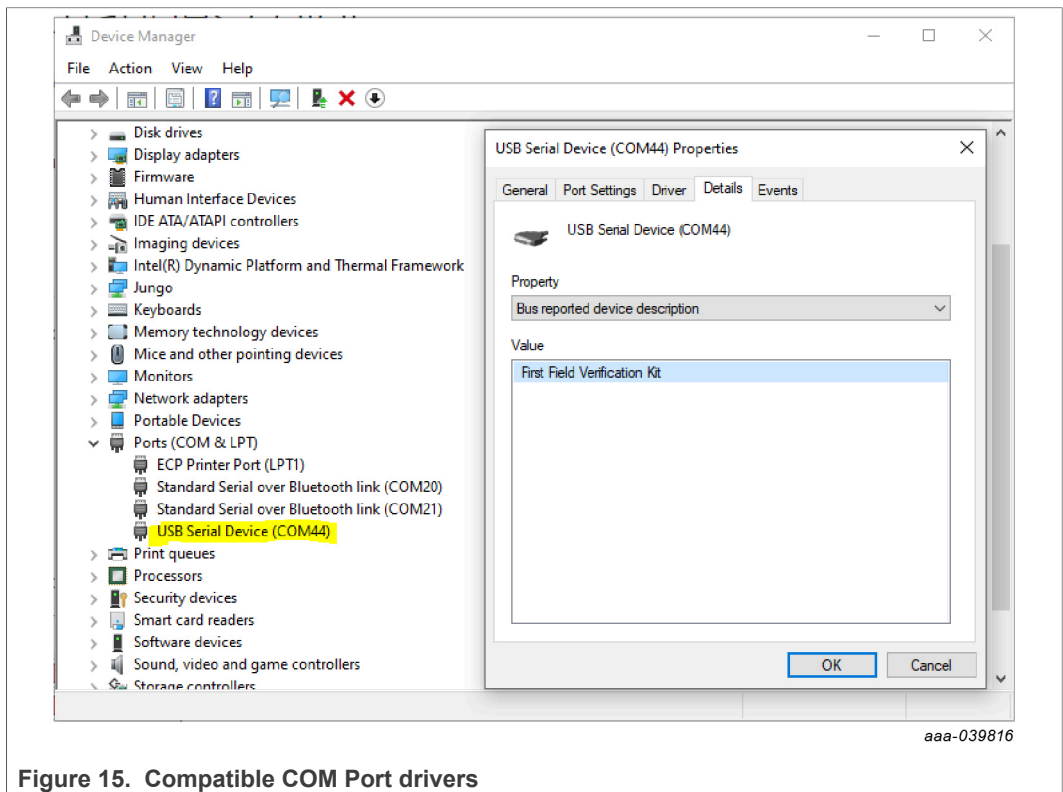 Device Manager
File Action View Help
Disk drives
Display adapters
Firmware
Human Interface Devices
IDE ATA/ATAPI controllers
Imaging devices
Intel(R) Dynamic Platform and Thermal Framework
Jungo
Keyboards
Memory technology devices
Mice and other pointing devices
Monitors
Network adapters
Portable Devices
Ports (COM & LPT)
ECP Printer Port (LPT1)
Standard Serial over Bluetooth link (COM20)
Standard Serial over Bluetooth link (COM21)
USB Serial Device (COM44)
Print queues
Processors
Security devices
Smart card readers
Software devices
Sound, video and game controllers
Storage controllers
USB Serial Device (COM44) Properties
General Port Settings Driver Details Events
USB Serial Device (COM44)
Property
Bus reported device description
Value
First Field Verification Kit
OK Cancel
aaa-039816
Figure 15. Compatible COM Port drivers